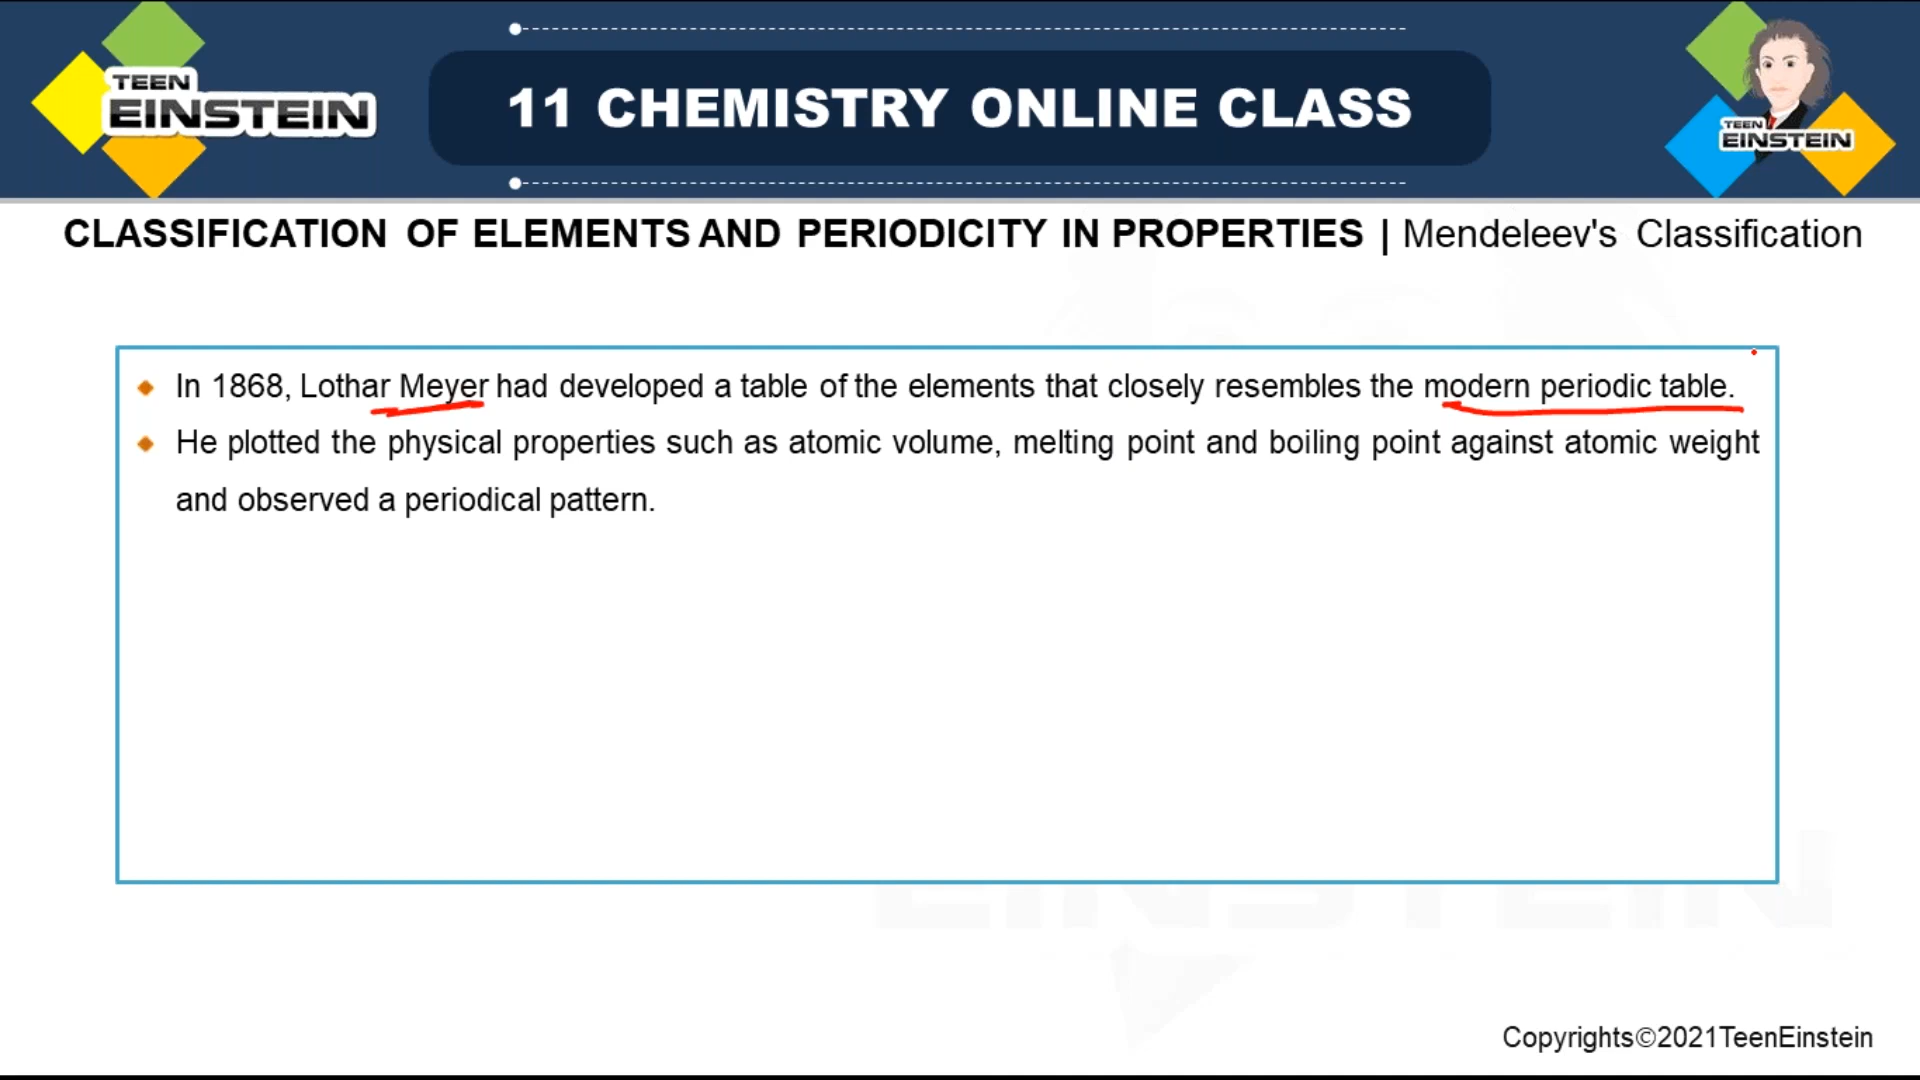 TEEN
EINSTEIN
11 CHEMISTRY ONLINE CLASS
TEEN
EINSTEIN
CLASSIFICATION OF ELEMENTS AND PERIODICITY IN PROPERTIES | Mendeleev's Classification
In 1868, Lothar Meyer had developed a table of the elements that closely resembles the modern periodic table.
He plotted the physical properties such as atomic volume, melting point and boiling point against atomic weight
and observed a periodical pattern.
EINSTEIN
Copyrights©2021TeenEinstein